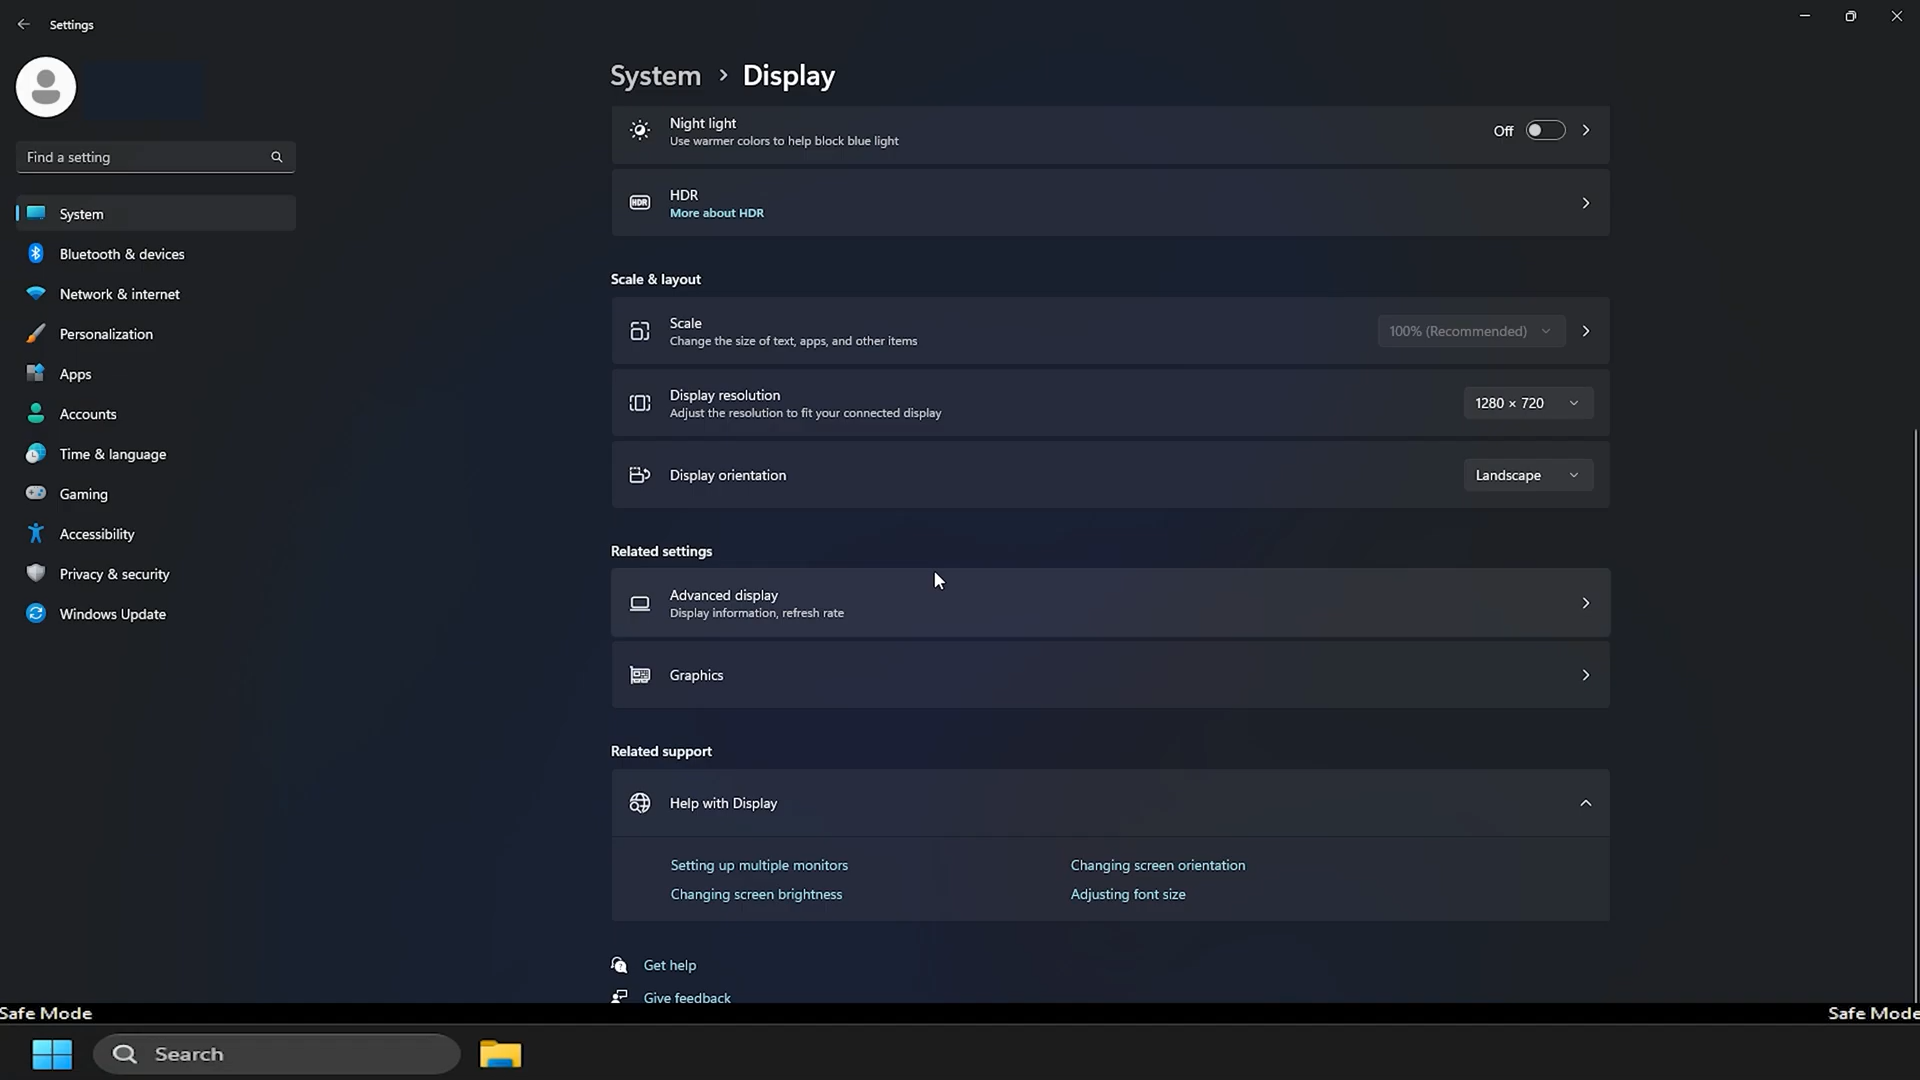 Settings
Find a setting
System
Bluetooth & devices
Network & internet
Personalization
Apps
Accounts
Time & language
Gaming
Accessibility
Privacy & security
Windows Update
System > Display
Night light
Use warmer colors to help block blue light
Off
HDR
HDR
More about HDR
Scale & layout
Scale
Change the size of text, apps, and other items
100% (Recommended)
Display resolution
Adjust the resolution to fit your connected display
1280 × 720
Display orientation
Landscape
Related settings
Advanced display
Display information, refresh rate
Graphics
Related support
Help with Display
Setting up multiple monitors
Changing screen orientation
Changing screen brightness
Adjusting font size
Get help
Give feedback
Safe Mode
Safe Mode
Search